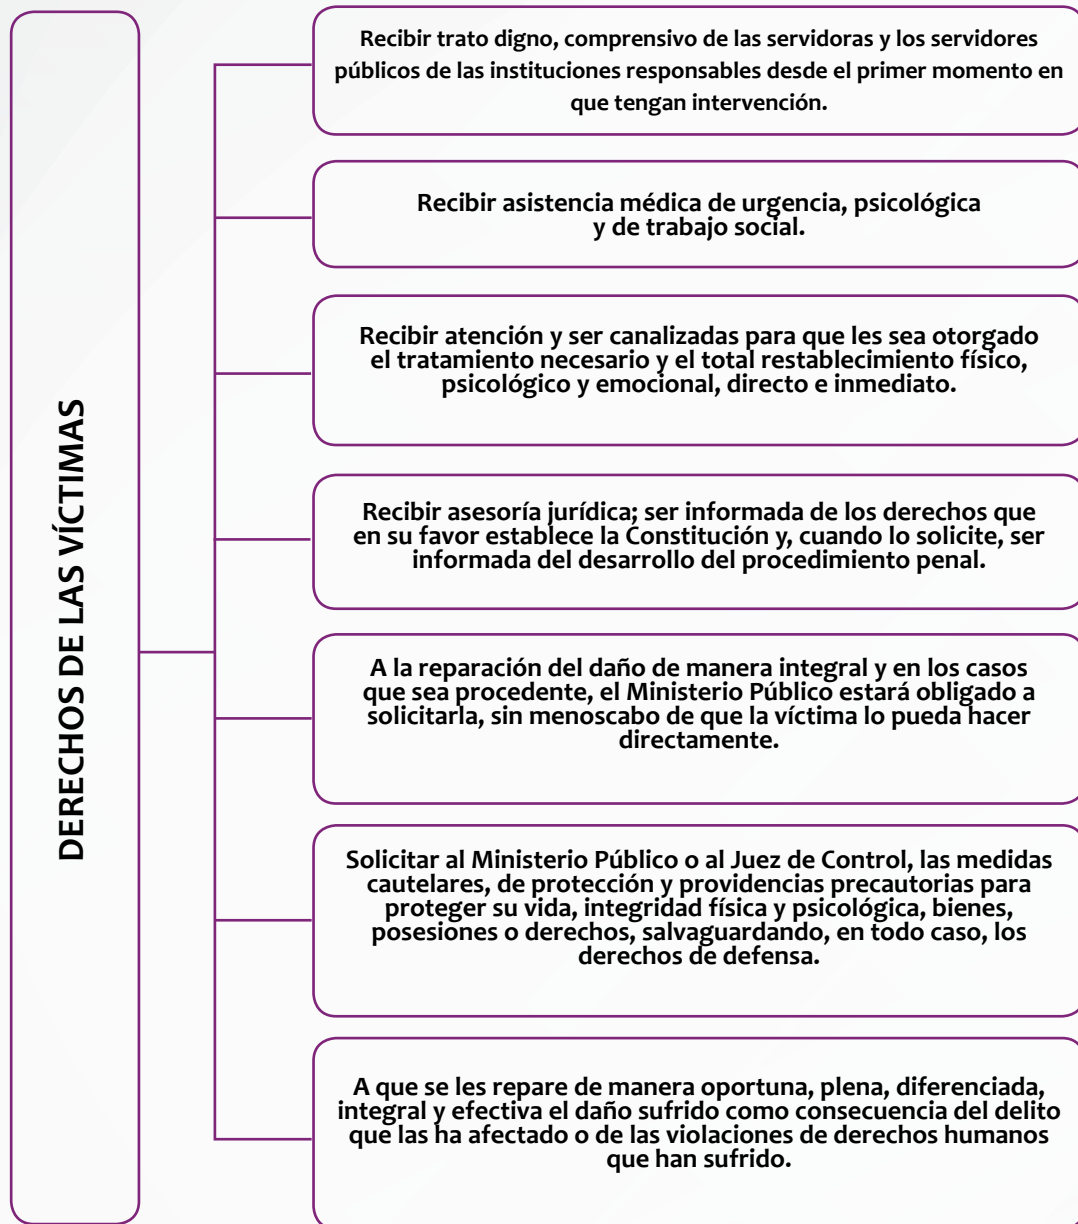 DERECHOS DE LAS VÍCTIMAS
Recibir trato digno, comprensivo de las servidoras y los servidores
públicos de las instituciones responsables desde el primer momento en
que tengan intervención.
Recibir asistencia médica de urgencia, psicológica
y de trabajo social.
Recibir atención y ser canalizadas para que les sea otorgado
el tratamiento necesario y el total restablecimiento físico,
psicológico y emocional, directo e inmediato.
Recibir asesoría jurídica; ser informada de los derechos que
en su favor establece la Constitución y, cuando lo solicite, ser
informada del desarrollo del procedimiento penal.
A la reparación del daño de manera integral y en los casos
que sea procedente, el Ministerio Público estará obligado a
solicitarla, sin menoscabo de que la víctima lo pueda hacer
directamente.
Solicitar al Ministerio Público o al Juez de Control, las medidas
cautelares, de protección y providencias precautorias para
proteger su vida, integridad física y psicológica, bienes,
posesiones o derechos, salvaguardando, en todo caso, los
derechos de defensa.
A que se les repare de manera oportuna, plena, diferenciada,
integral y efectiva el daño sufrido como consecuencia del delito
que las ha afectado o de las violaciones de derechos humanos
que han sufrido.